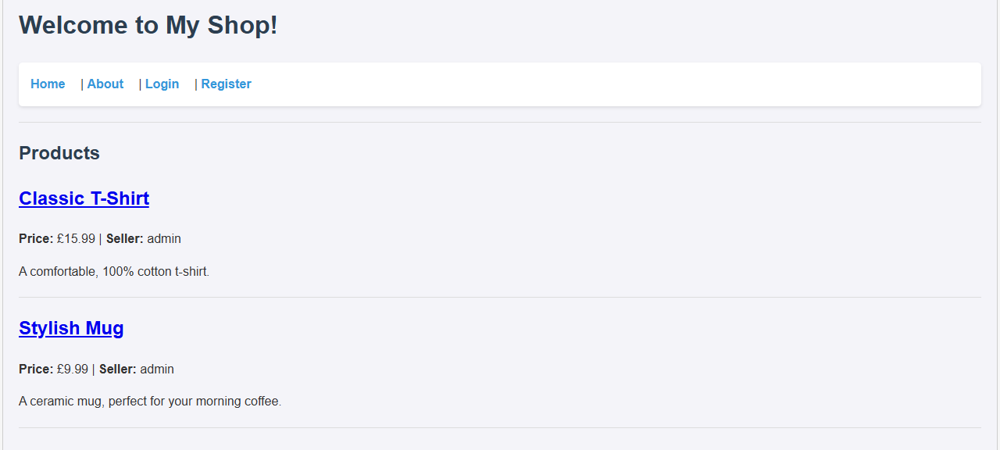 Welcome to My Shop!
Home | About | Login | Register
Products
Classic T-Shirt
Price: £15.99 | Seller: admin
A comfortable, 100% cotton t-shirt.
Stylish Mug
Price: £9.99 | Seller: admin
A ceramic mug, perfect for your morning coffee.